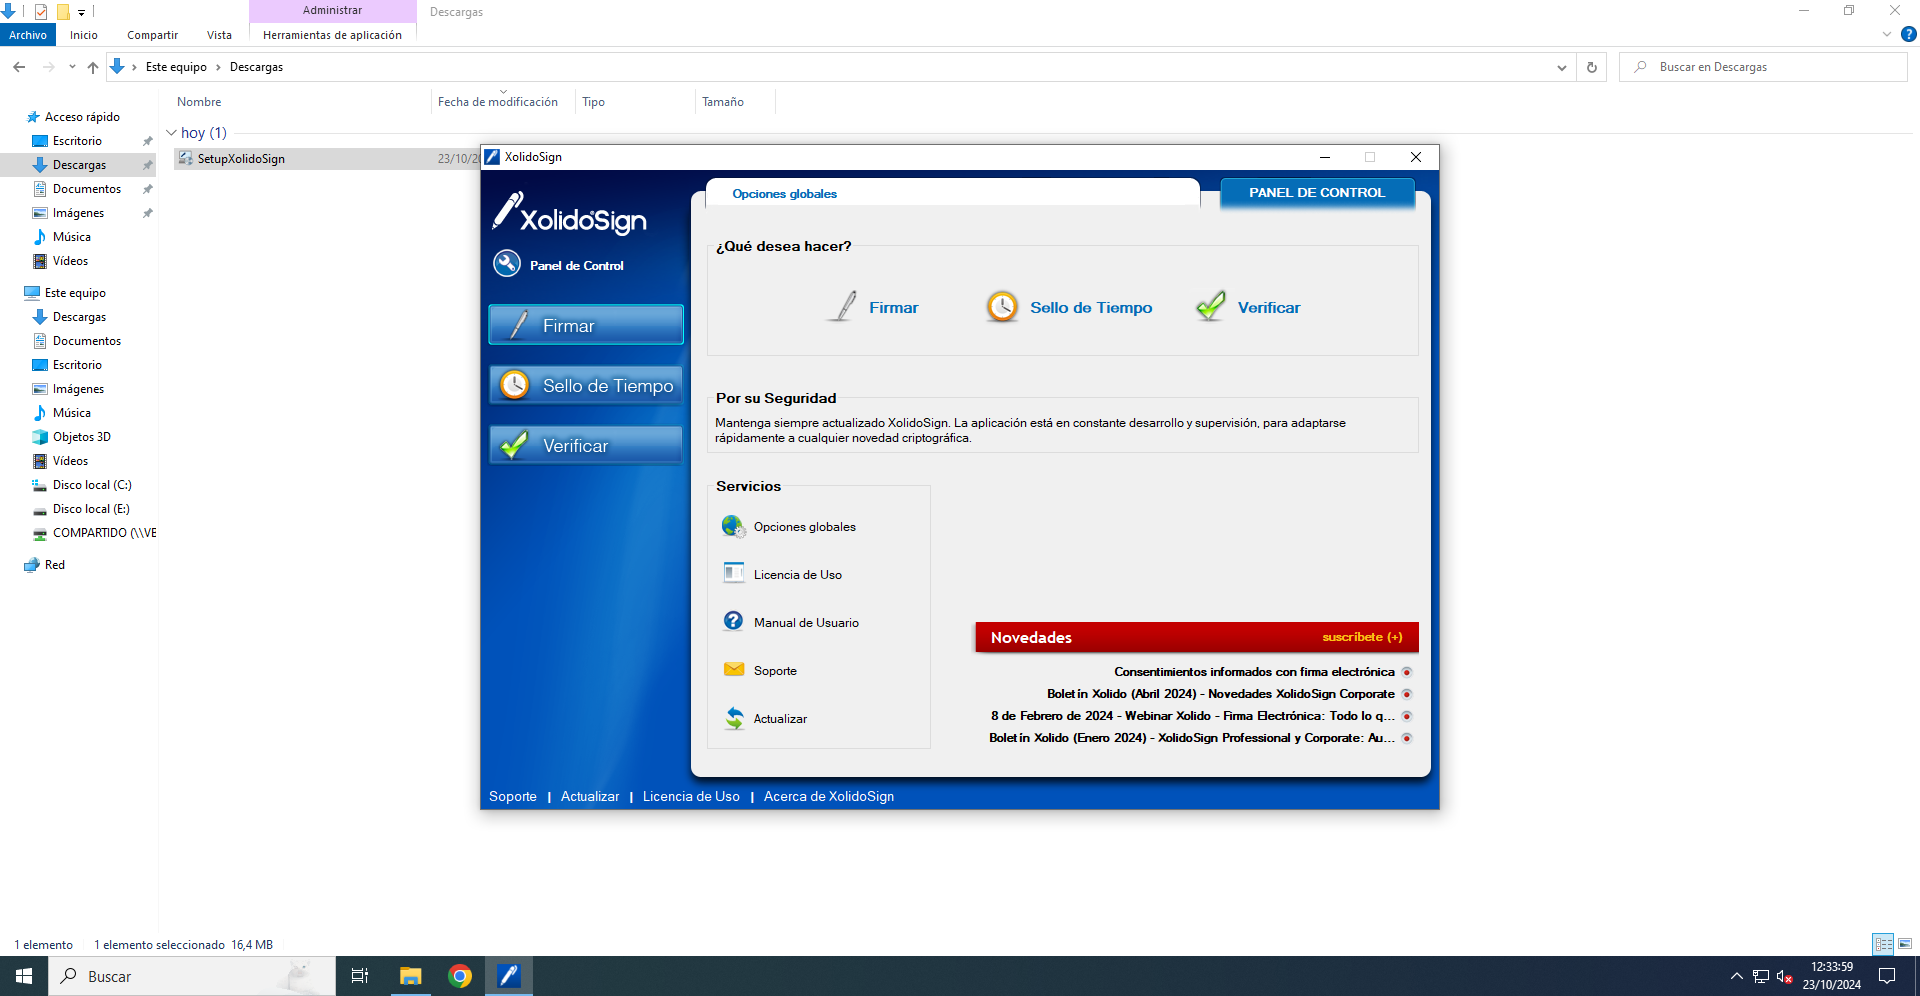 Administrar
Descargas
Archivo
Inicio
Compartir
Vista
Herramientas de aplicación
Este equipo
Descargas
Buscar en Descargas
Nombre
Fecha de modificación
Tipo
Tamaño
Acceso rápido
Escritorio
Descargas
Documentos
Imágenes
Música
Vídeos
Este equipo
Descargas
Documentos
Escritorio
Imágenes
Música
Objetos 3D
Vídeos
Disco local (C:)
Disco local (E:)
COMPARTIDO (\\VE
Red
hoy (1)
SetupXolidoSign
23/10/20
XolidoSign
XolidoSign
Panel de Control
Firmar
Sello de Tiempo
Verificar
Opciones globales
PANEL DE CONTROL
¿Qué desea hacer?
Firmar
Sello de Tiempo
Verificar
Por su Seguridad
Mantenga siempre actualizado XolidoSign. La aplicación está en constante desarrollo y supervisión, para adaptarse
rápidamente a cualquier novedad criptográfica.
Servicios
Opciones globales
Licencia de Uso
Manual de Usuario
Soporte
Actualizar
Novedades
suscríbete (+)
Consentimientos informados con firma electrónica
Boletín Xolido (Abril 2024) - Novedades XolidoSign Corporate
8 de Febrero de 2024 - Webinar Xolido - Firma Electrónica: Todo lo q...
Boletín Xolido (Enero 2024) - XolidoSign Professional y Corporate: Au...
Soporte | Actualizar | Licencia de Uso | Acerca de XolidoSign
1 elemento
1 elemento seleccionado 16,4 MB
Buscar
12:33:59
23/10/2024